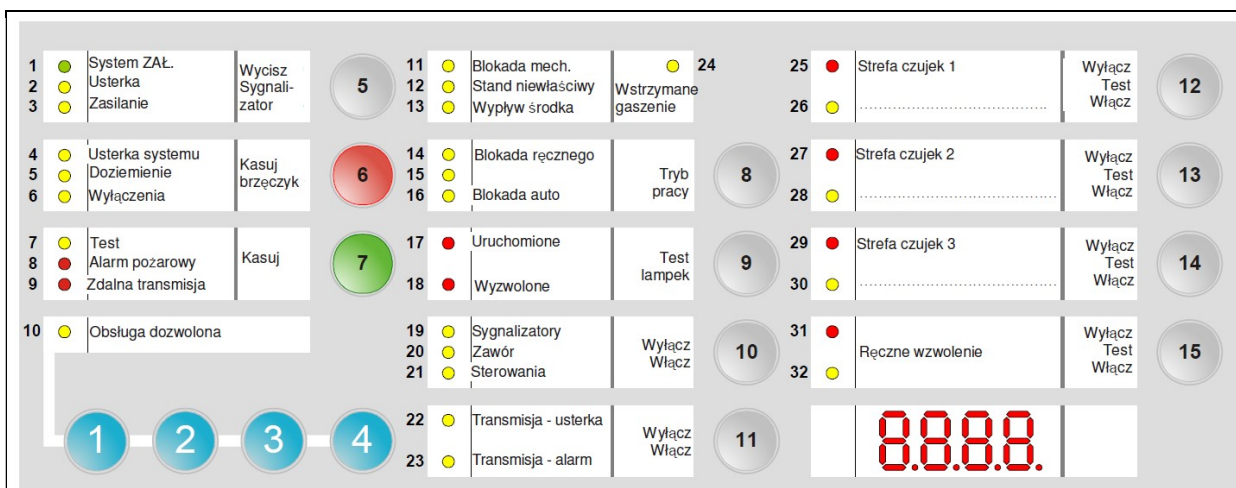 1 System ZAŁ.
2 Usterka
3 Zasilanie
Wycisz
Sygnali-
zator
5
4 Usterka systemu
5 Doziemienie
6 Wyłączenia
Kasuj
brzęczyk
6
7 Test
8 Alarm pożarowy
9 Zdalna transmisja
Kasuj
7
10 Obsługa dozwolona
1 2 3 4
11 Blokada mech.
12 Stand niewłaściwy
13 Wypływ środka
24
Wstrzymane
gaszenie
14 Blokada ręcznego
15
16 Blokada auto
Tryb
pracy
8
17 Uruchomione
18 Wyzwolone
Test
lampek
9
19 Sygnalizatory
20 Zawór
21 Sterowania
Wyłącz
Włącz
10
22 Transmisja - usterka
23 Transmisja - alarm
Wyłącz
Włącz
11
25 Strefa czujek 1
26 ....................................
Wyłącz
Test
Włącz
12
27 Strefa czujek 2
28 ....................................
Wyłącz
Test
Włącz
13
29 Strefa czujek 3
30 ....................................
Wyłącz
Test
Włącz
14
31
Ręczne wzwolenie
32
Wyłącz
Test
Włącz
15
8.8.8.8.